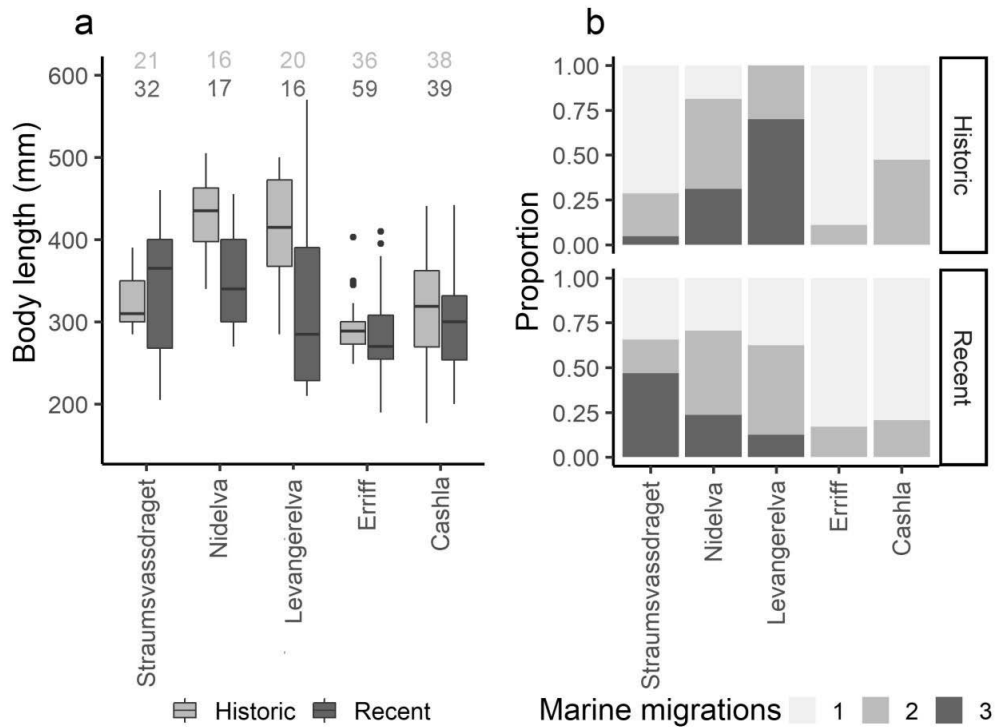 a
21 16 20 36 38
32 17 16 59 39
Body length (mm)
600
500
400
300
200
Straumsvassdraget
Nidelva
Levangerelva
Erriff
Cashla
Historic Recent
b
Proportion
1.00
0.75
0.50
0.25
0.00
Historic
1.00
0.75
0.50
0.25
0.00
Recent
Straumsvassdraget
Nidelva
Levangerelva
Erriff
Cashla
Marine migrations 1 2 3